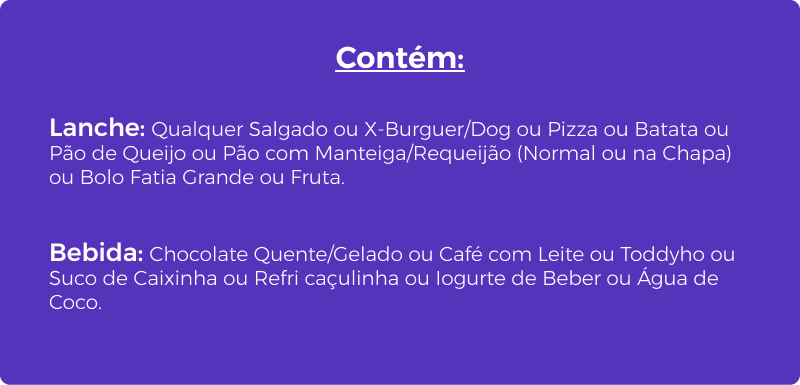 Contém:
Lanche: Qualquer Salgado ou X-Burguer/Dog ou Pizza ou Batata ou
Pão de Queijo ou Pão com Manteiga/Requeijão (Normal ou na Chapa)
ou Bolo Fatia Grande ou Fruta.
Bebida: Chocolate Quente/Gelado ou Café com Leite ou Toddyho ou
Suco de Caixinha ou Refri caçulinha ou Iogurte de Beber ou Água de
Coco.